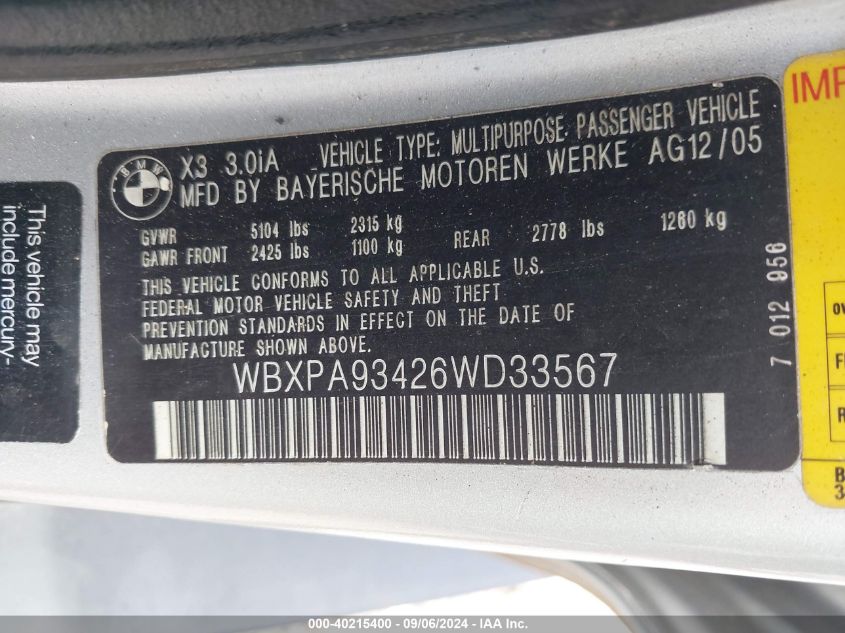 BMW
X3 3.0iA VEHICLE TYPE: MULTIPURPOSE PASSENGER VEHICLE
MFD BY BAYERISCHE MOTOREN WERKE AG12/05
GVWR 5104 lbs 2315 kg
GAWR FRONT 2425 lbs 1100 kg REAR 2778 lbs 1260 kg
THIS VEHICLE CONFORMS TO ALL APPLICABLE U.S.
FEDERAL MOTOR VEHICLE SAFETY AND THEFT
PREVENTION STANDARDS IN EFFECT ON THE DATE OF
MANUFACTURE SHOWN ABOVE.
WBXPA93426WD33567
7 012 956
This vehicle may
include mercury-
IMP
000-40215400 - 09/06/2024 - IAA Inc.